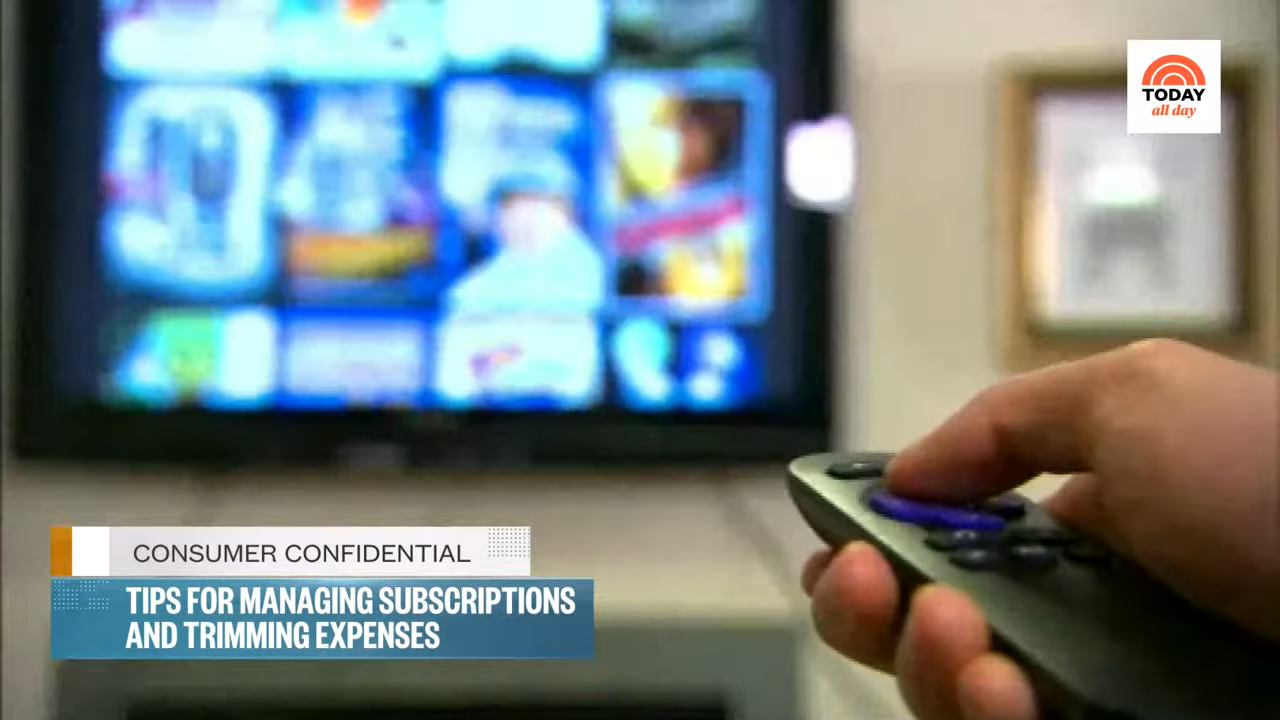 TODAY
all day
CONSUMER CONFIDENTIAL
TIPS FOR MANAGING SUBSCRIPTIONS
AND TRIMMING EXPENSES